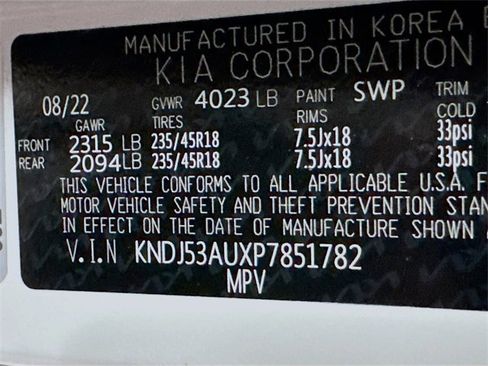 MANUFACTURED IN KOREA
KIA CORPORATION
08/22 GVWR 4023 LB PAINT SWP TRIM
GAWR TIRES RIMS COLD
FRONT 2315 LB 235/45R18 7.5Jx18 33psi
REAR 2094LB 235/45R18 7.5Jx18 33psi
THIS VEHICLE CONFORMS TO ALL APPLICABLE U.S.A. F
MOTOR VEHICLE SAFETY AND THEFT PREVENTION STAN
IN EFFECT ON THE DATE OF MANUFACTURE SHOWN
V.I.N KNDJ53AUXP7851782
MPV